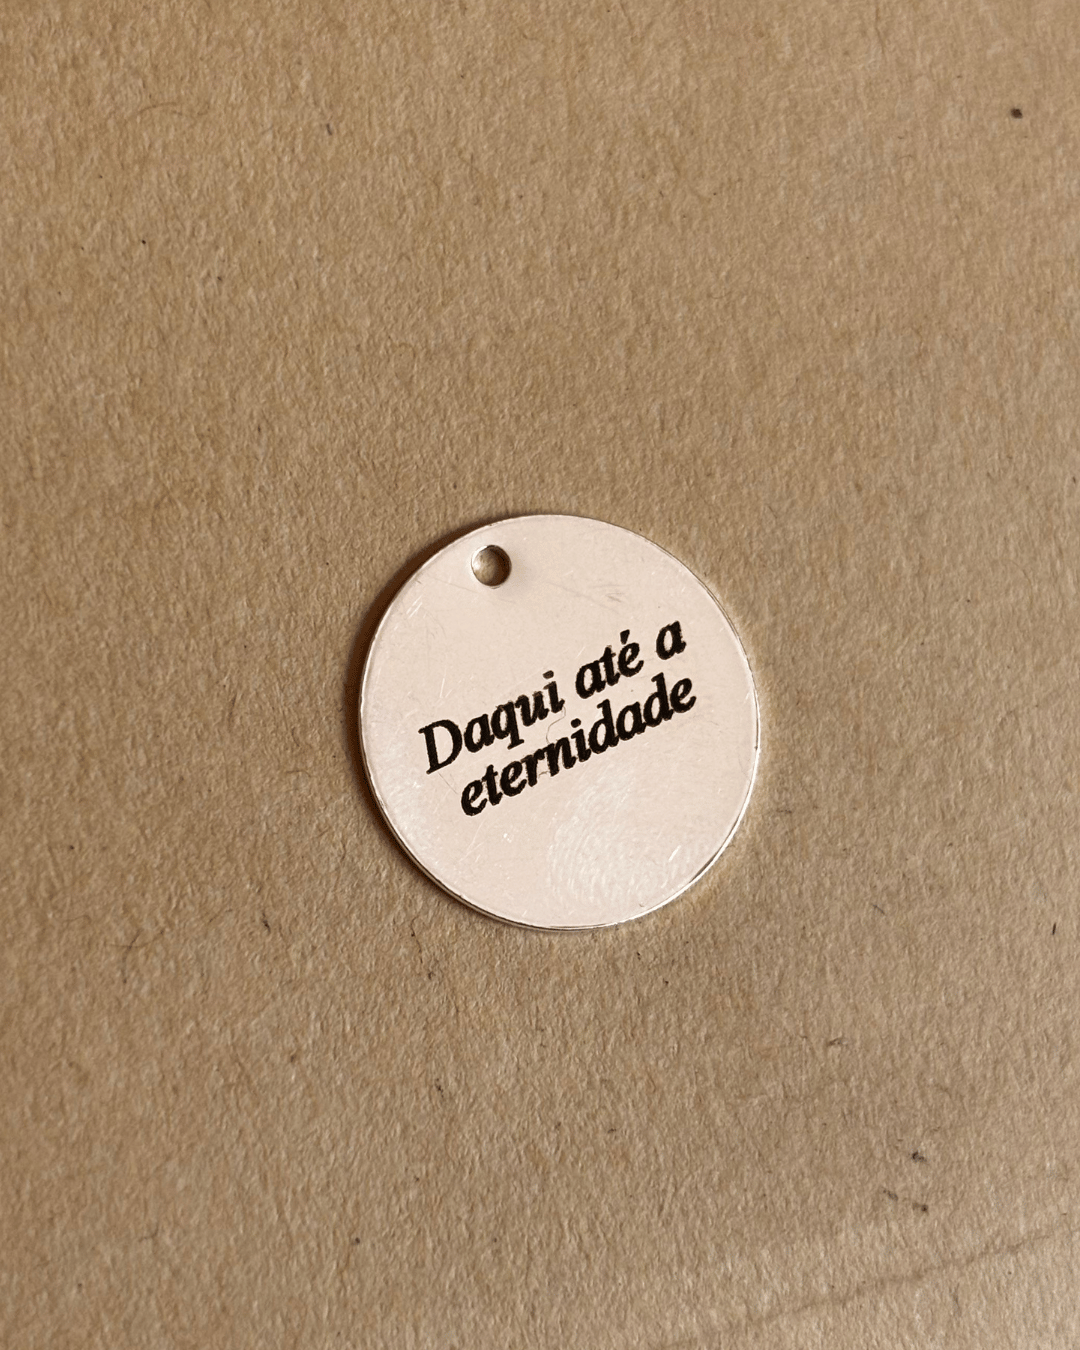 Daqui até a
eternidade